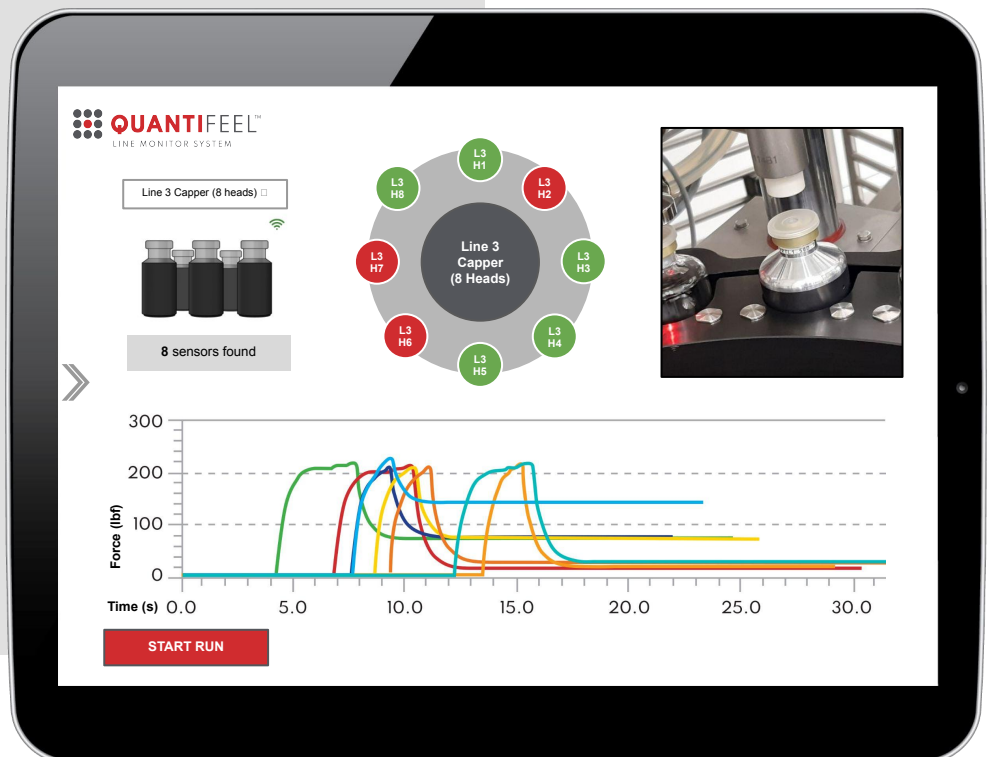 QUANTIFEEL™
LINE MONITOR SYSTEM
Line 3 Capper (8 heads)
8 sensors found
L3
H1
L3
H2
L3
H3
L3
H4
L3
H5
L3
H6
L3
H7
L3
H8
Line 3
Capper
(8 Heads)
300
200
100
0
Force (lbf)
Time (s) 0.0 5.0 10.0 15.0 20.0 25.0 30.0
START RUN